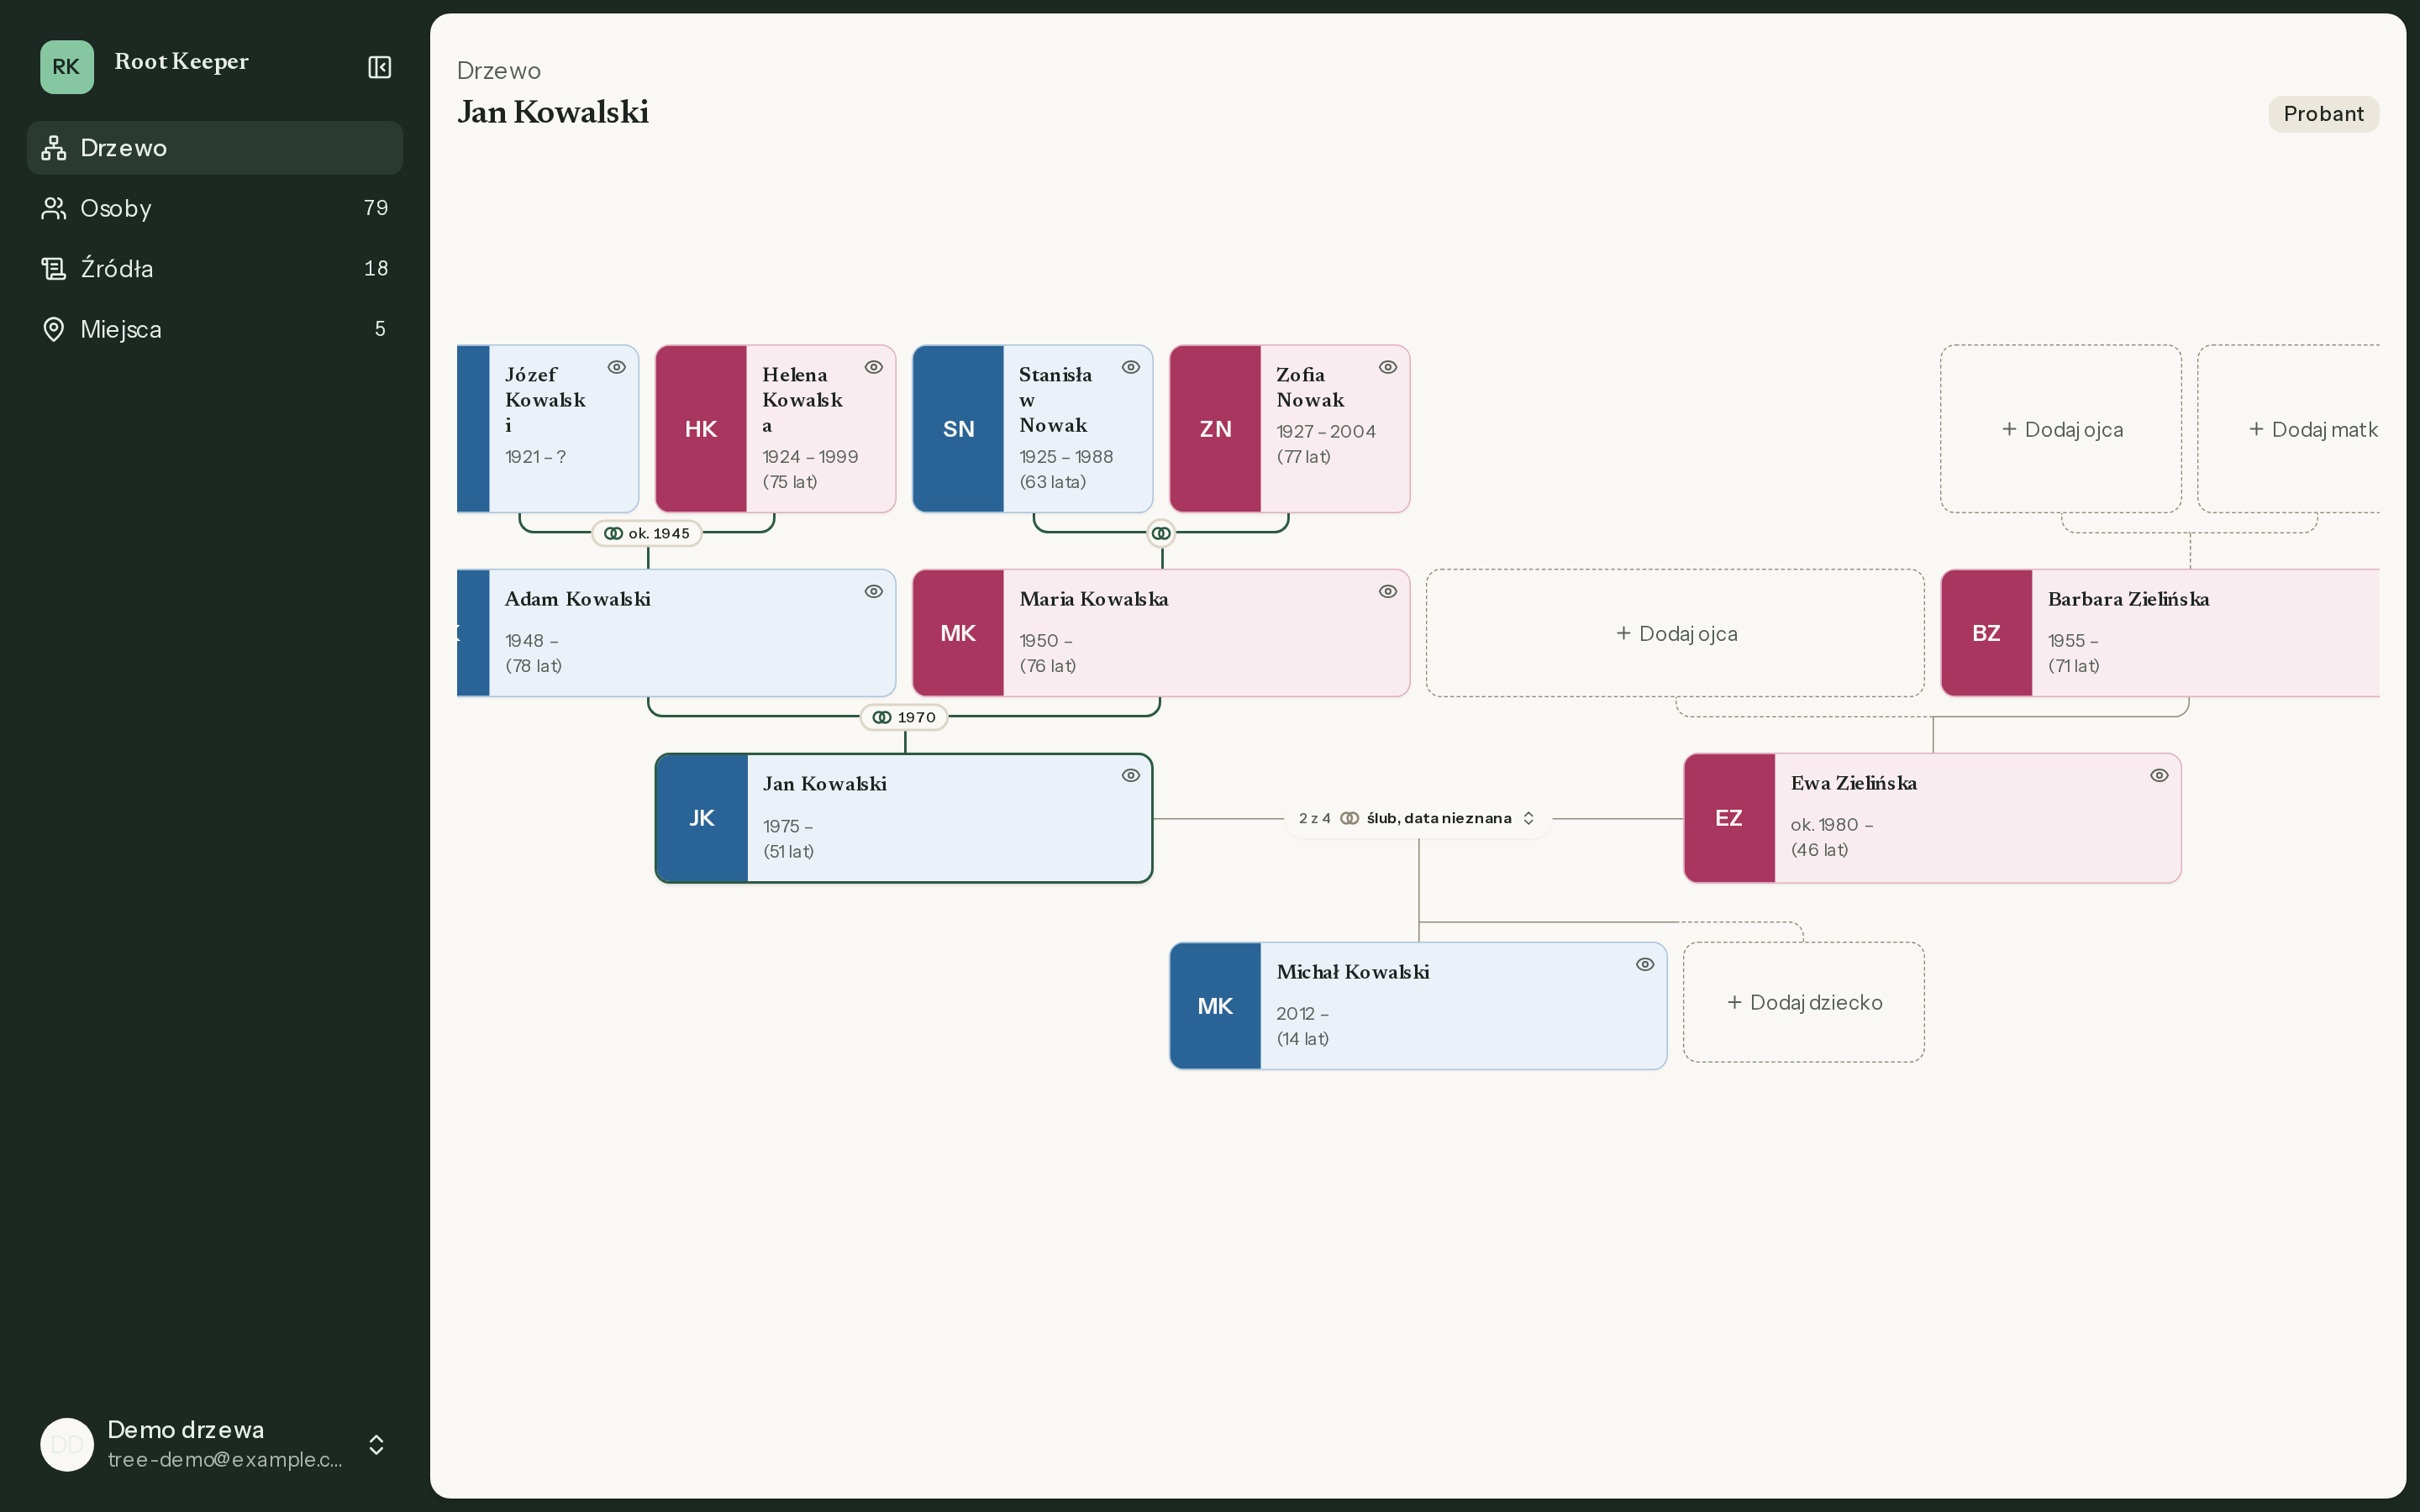 RK
Root Keeper
Drzewo
Osoby 79
Źródła 18
Miejsca 5
Demo drzewa
tree-demo@example.c...
DD
Drzewo
Jan Kowalski
Probant
Józef
Kowalsk
i
1921 – ?
HK
Helena
Kowalsk
a
1924 – 1999
(75 lat)
SN
Stanisła
w
Nowak
1925 – 1988
(63 lata)
ZN
Zofia
Nowak
1927 – 2004
(77 lat)
+ Dodaj ojca
+ Dodaj matk
ok. 1945
Adam Kowalski
1948 –
(78 lat)
MK
Maria Kowalska
1950 –
(76 lat)
+ Dodaj ojca
BZ
Barbara Zielińska
1955 –
(71 lat)
1970
JK
Jan Kowalski
1975 –
(51 lat)
2 z 4 ślub, data nieznana
EZ
Ewa Zielińska
ok. 1980 –
(46 lat)
MK
Michał Kowalski
2012 –
(14 lat)
+ Dodaj dziecko